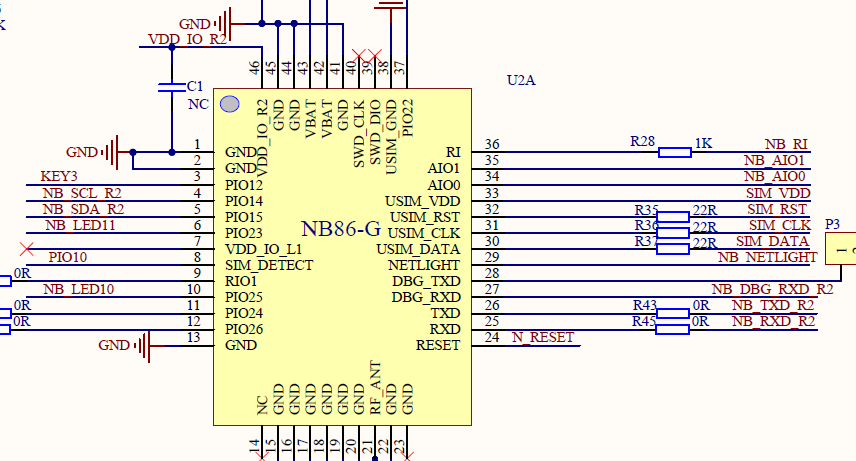 K
GND
VDD_IO_R2
46 45 44 43 42 41 40 39 38 37
U2A
C1
NC
VDD_IO_R2 GND GND VBAT VBAT GND SWD_CLK SWD_DIO USIM_GND PIO22
GND 1 GND RI 36 R28 1K NB_RI
2 GND AIO1 35 NB_AIO1
KEY3 3 PIO12 AIO0 34 NB_AIO0
NB_SCL_R2 4 PIO14 USIM_VDD 33 SIM_VDD
NB_SDA_R2 5 PIO15 USIM_RST 32 R35 22R SIM_RST
NB_LED11 6 PIO23 NB86-G USIM_CLK 31 R36 22R SIM_CLK P3
7 VDD_IO_L1 USIM_DATA 30 R37 22R SIM_DATA 1
PIO10 8 SIM_DETECT NETLIGHT 29 NB_NETLIGHT
0R 9 RIO1 DBG_TXD 28
NB_LED10 10 PIO25 DBG_RXD 27 NB_DBG_RXD_R2
0R 11 PIO24 TXD 26 R43 0R NB_TXD_R2
0R 12 PIO26 RXD 25 R45 0R NB_RXD_R2
GND 13 GND RESET 24 N_RESET
NC GND GND GND GND GND GND RF_ANT GND GND
14 15 16 17 18 19 20 21 22 23